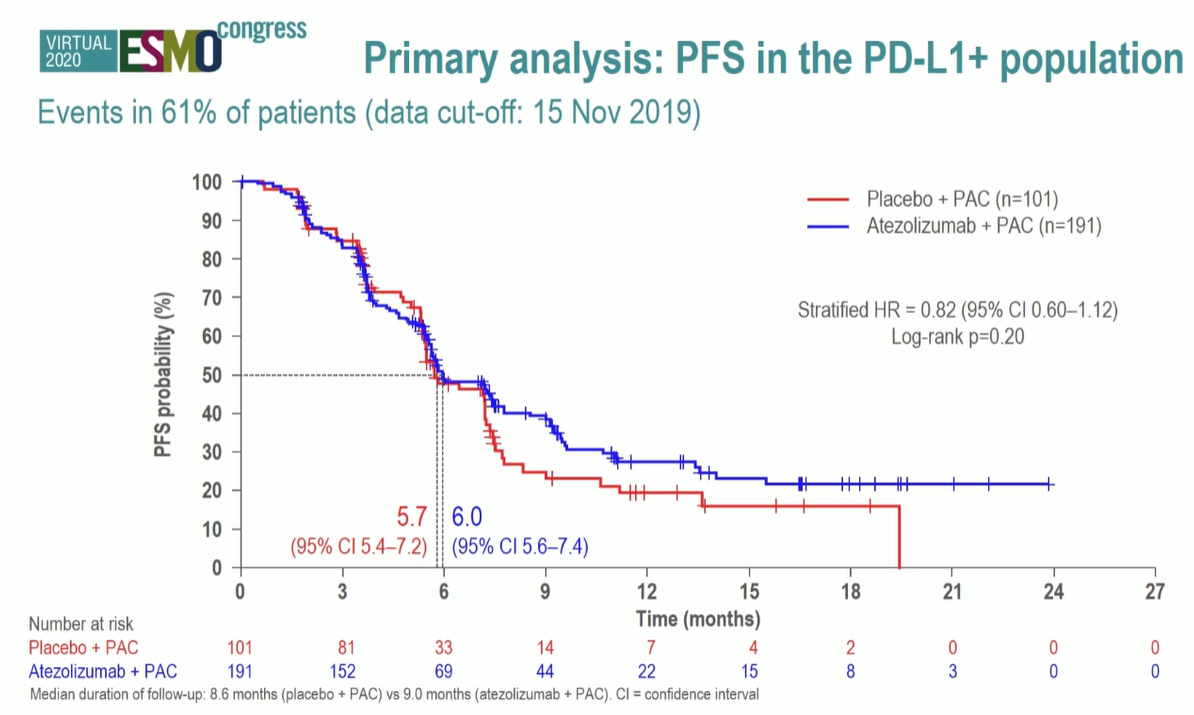 VIRTUAL
2020
ESMO congress
Primary analysis: PFS in the PD-L1+ population
Events in 61% of patients (data cut-off: 15 Nov 2019)
100
90
80
70
60
50
40
30
20
10
0
PFS probability (%)
Placebo + PAC (n=101)
Atezolizumab + PAC (n=191)
Stratified HR = 0.82 (95% CI 0.60–1.12)
Log-rank p=0.20
5.7 6.0
(95% CI 5.4–7.2) (95% CI 5.6–7.4)
0 3 6 9 12 15 18 21 24 27
Time (months)
Number at risk
Placebo + PAC 101 81 33 14 7 4 2 0 0 0
Atezolizumab + PAC 191 152 69 44 22 15 8 3 0 0
Median duration of follow-up: 8.6 months (placebo + PAC) vs 9.0 months (atezolizumab + PAC). CI = confidence interval